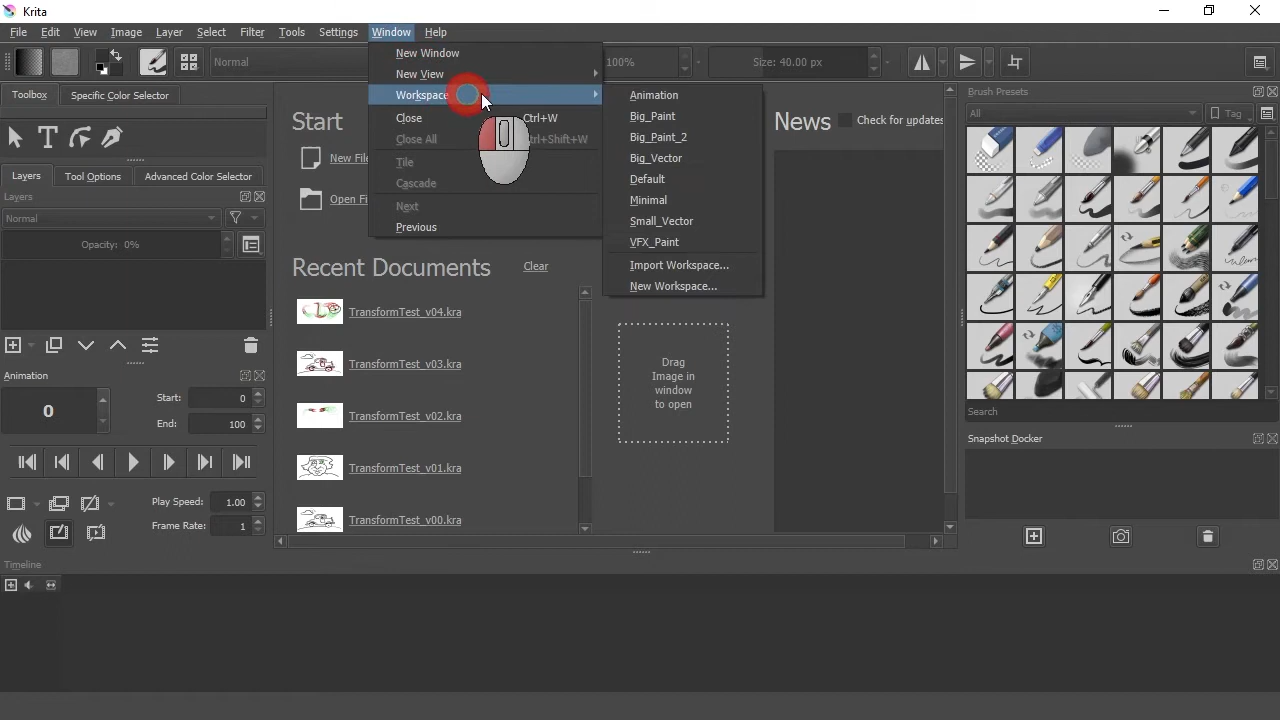 Krita
File Edit View Image Layer Select Filter Tools Settings Window Help
Normal
100%
Size: 40.00 px
New Window
New View
Workspace
Close Ctrl+W
Close All Ctrl+Shift+W
Tile
Cascade
Next
Previous
Animation
Big_Paint
Big_Paint_2
Big_Vector
Default
Minimal
Small_Vector
VFX_Paint
Import Workspace...
New Workspace...
Toolbox
Specific Color Selector
Layers
Tool Options
Advanced Color Selector
Layers
Normal
Opacity: 0%
Animation
0
Start: 0
End: 100
Play Speed: 1.00
Frame Rate: 1
Start
New File
Open Fi
Recent Documents
Clear
TransformTest_v04.kra
TransformTest_v03.kra
TransformTest_v02.kra
TransformTest_v01.kra
TransformTest_v00.kra
Drag
Image in
window
to open
News
Check for updates
Brush Presets
All
Tag
Search
Snapshot Docker
Timeline